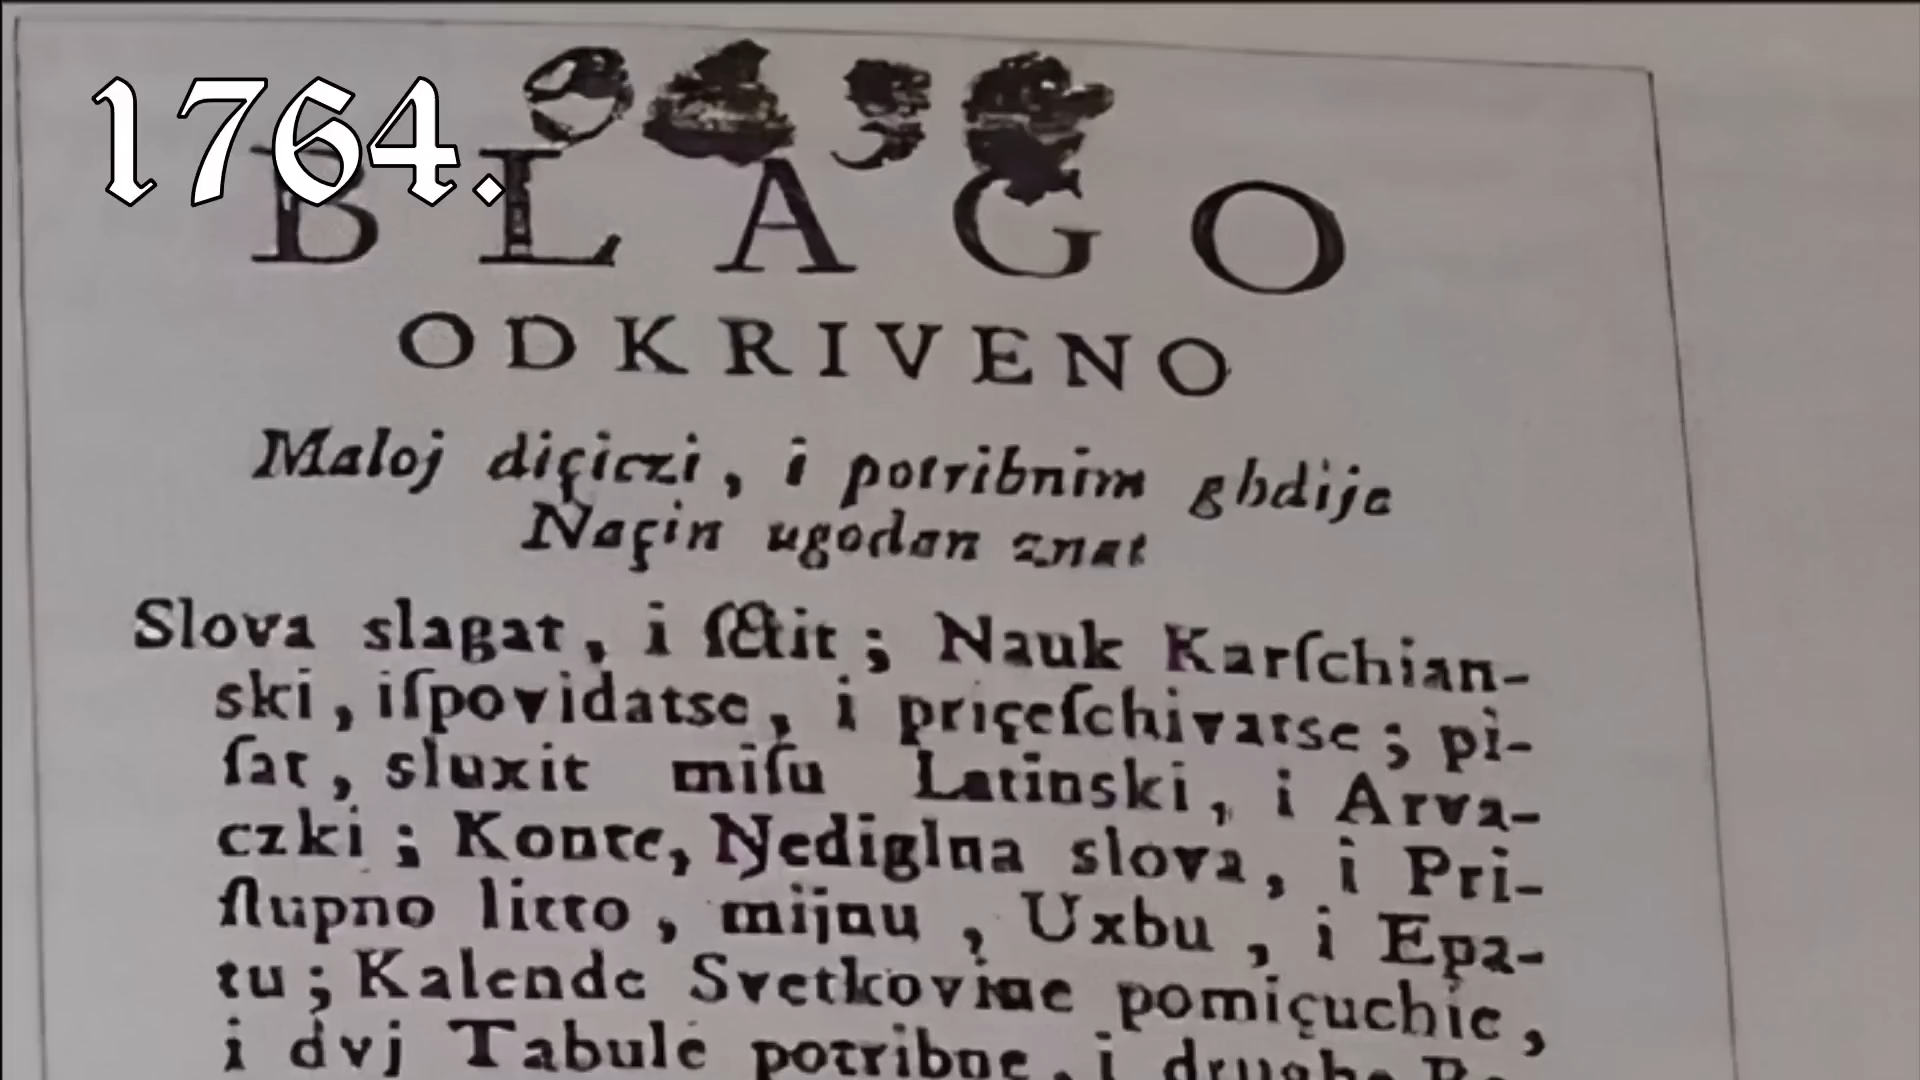 1764.
BLAGO
ODKRIVENO
Maloj diçiczi, i potribnim ghdije
Naçin ugodan znat
Slova slagat, i ſctit; Nauk Karſchian-
ski, iſpovidatse, i priçeſchivatse; pi-
ſat, sluxit miſu Latinski, i Arva-
czki; Konte, Nediglna slova, i Pri-
ſtupno litto, mijnu, Uxbu, i Epa-
tu; Kalende Svetkovine pomiçuchie,
i dvj Tabule potribne, i drughe